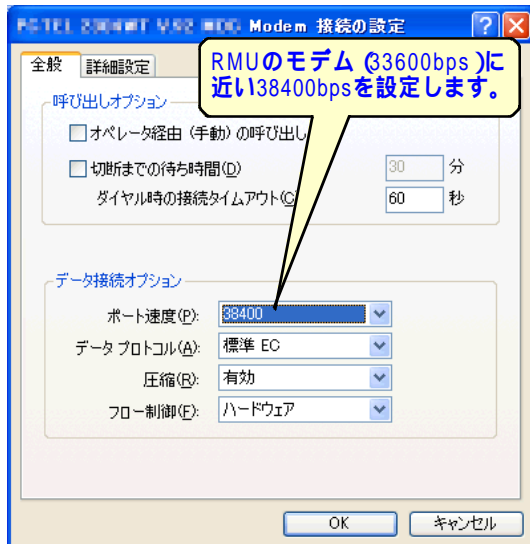 Modem 接続の設定
全般 詳細設定
RMUのモデム (33600bps)に
近い38400bpsを設定します。
呼び出しオプション
オペレータ経由 (手動) の呼び出し
切断までの待ち時間(D) 30 分
ダイヤル時の接続タイムアウト(C) 60 秒
データ接続オプション
ポート速度(P): 38400
データ プロトコル(A): 標準 EC
圧縮(R): 有効
フロー制御(F): ハードウェア
OK キャンセル